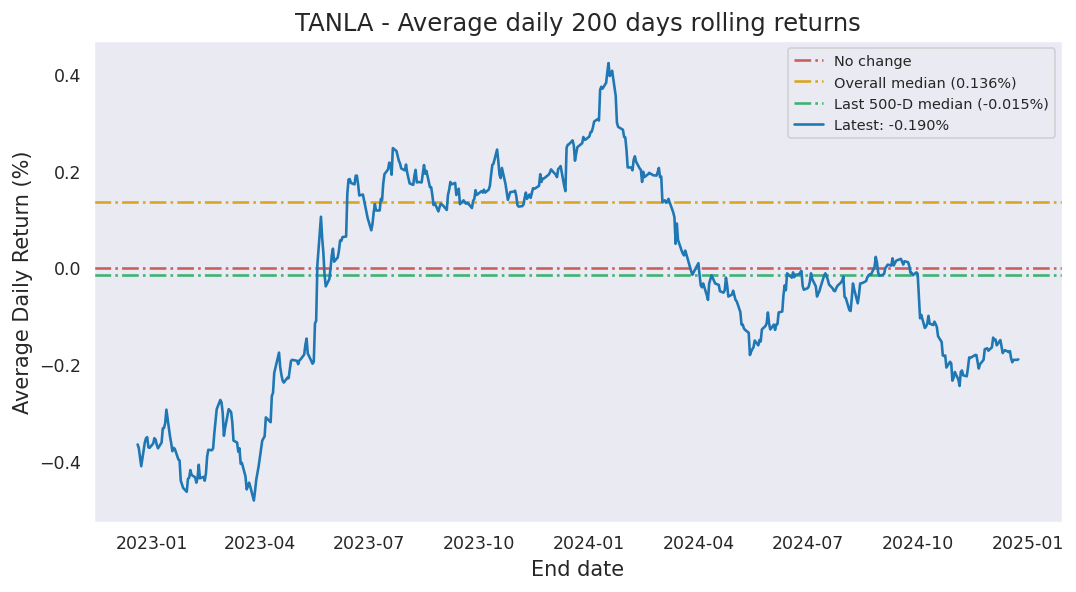 TANLA - Average daily 200 days rolling returns
No change
Overall median (0.136%)
Last 500-D median (-0.015%)
Latest: -0.190%
Average Daily Return (%)
0.4
0.2
0.0
−0.2
−0.4
2023-01 2023-04 2023-07 2023-10 2024-01 2024-04 2024-07 2024-10 2025-01
End date